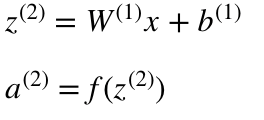 z⁽²⁾ = W⁽¹⁾x + b⁽¹⁾
a⁽²⁾ = f(z⁽²⁾)